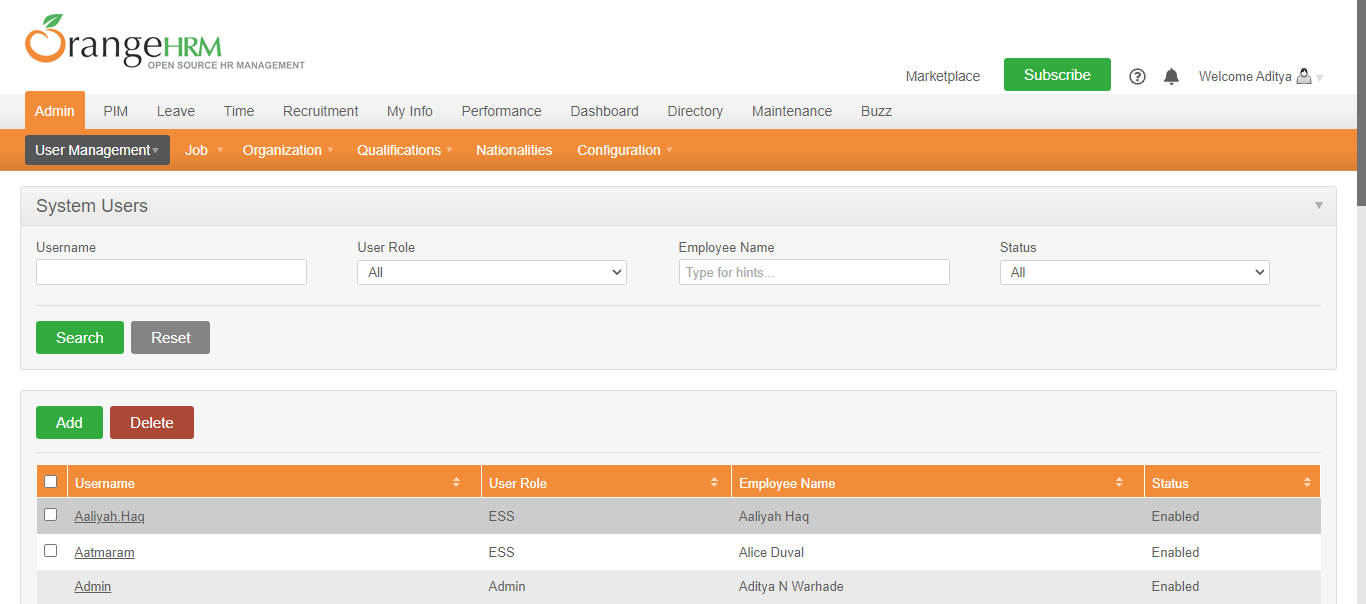 OrangeHRM
OPEN SOURCE HR MANAGEMENT
Marketplace Subscribe ? Welcome Aditya
Admin PIM Leave Time Recruitment My Info Performance Dashboard Directory Maintenance Buzz
User Management Job Organization Qualifications Nationalities Configuration
System Users
Username User Role Employee Name Status
All Type for hints... All
Search Reset
Add Delete
Username User Role Employee Name Status
Aaliyah.Haq ESS Aaliyah Haq Enabled
Aatmaram ESS Alice Duval Enabled
Admin Admin Aditya N Warhade Enabled